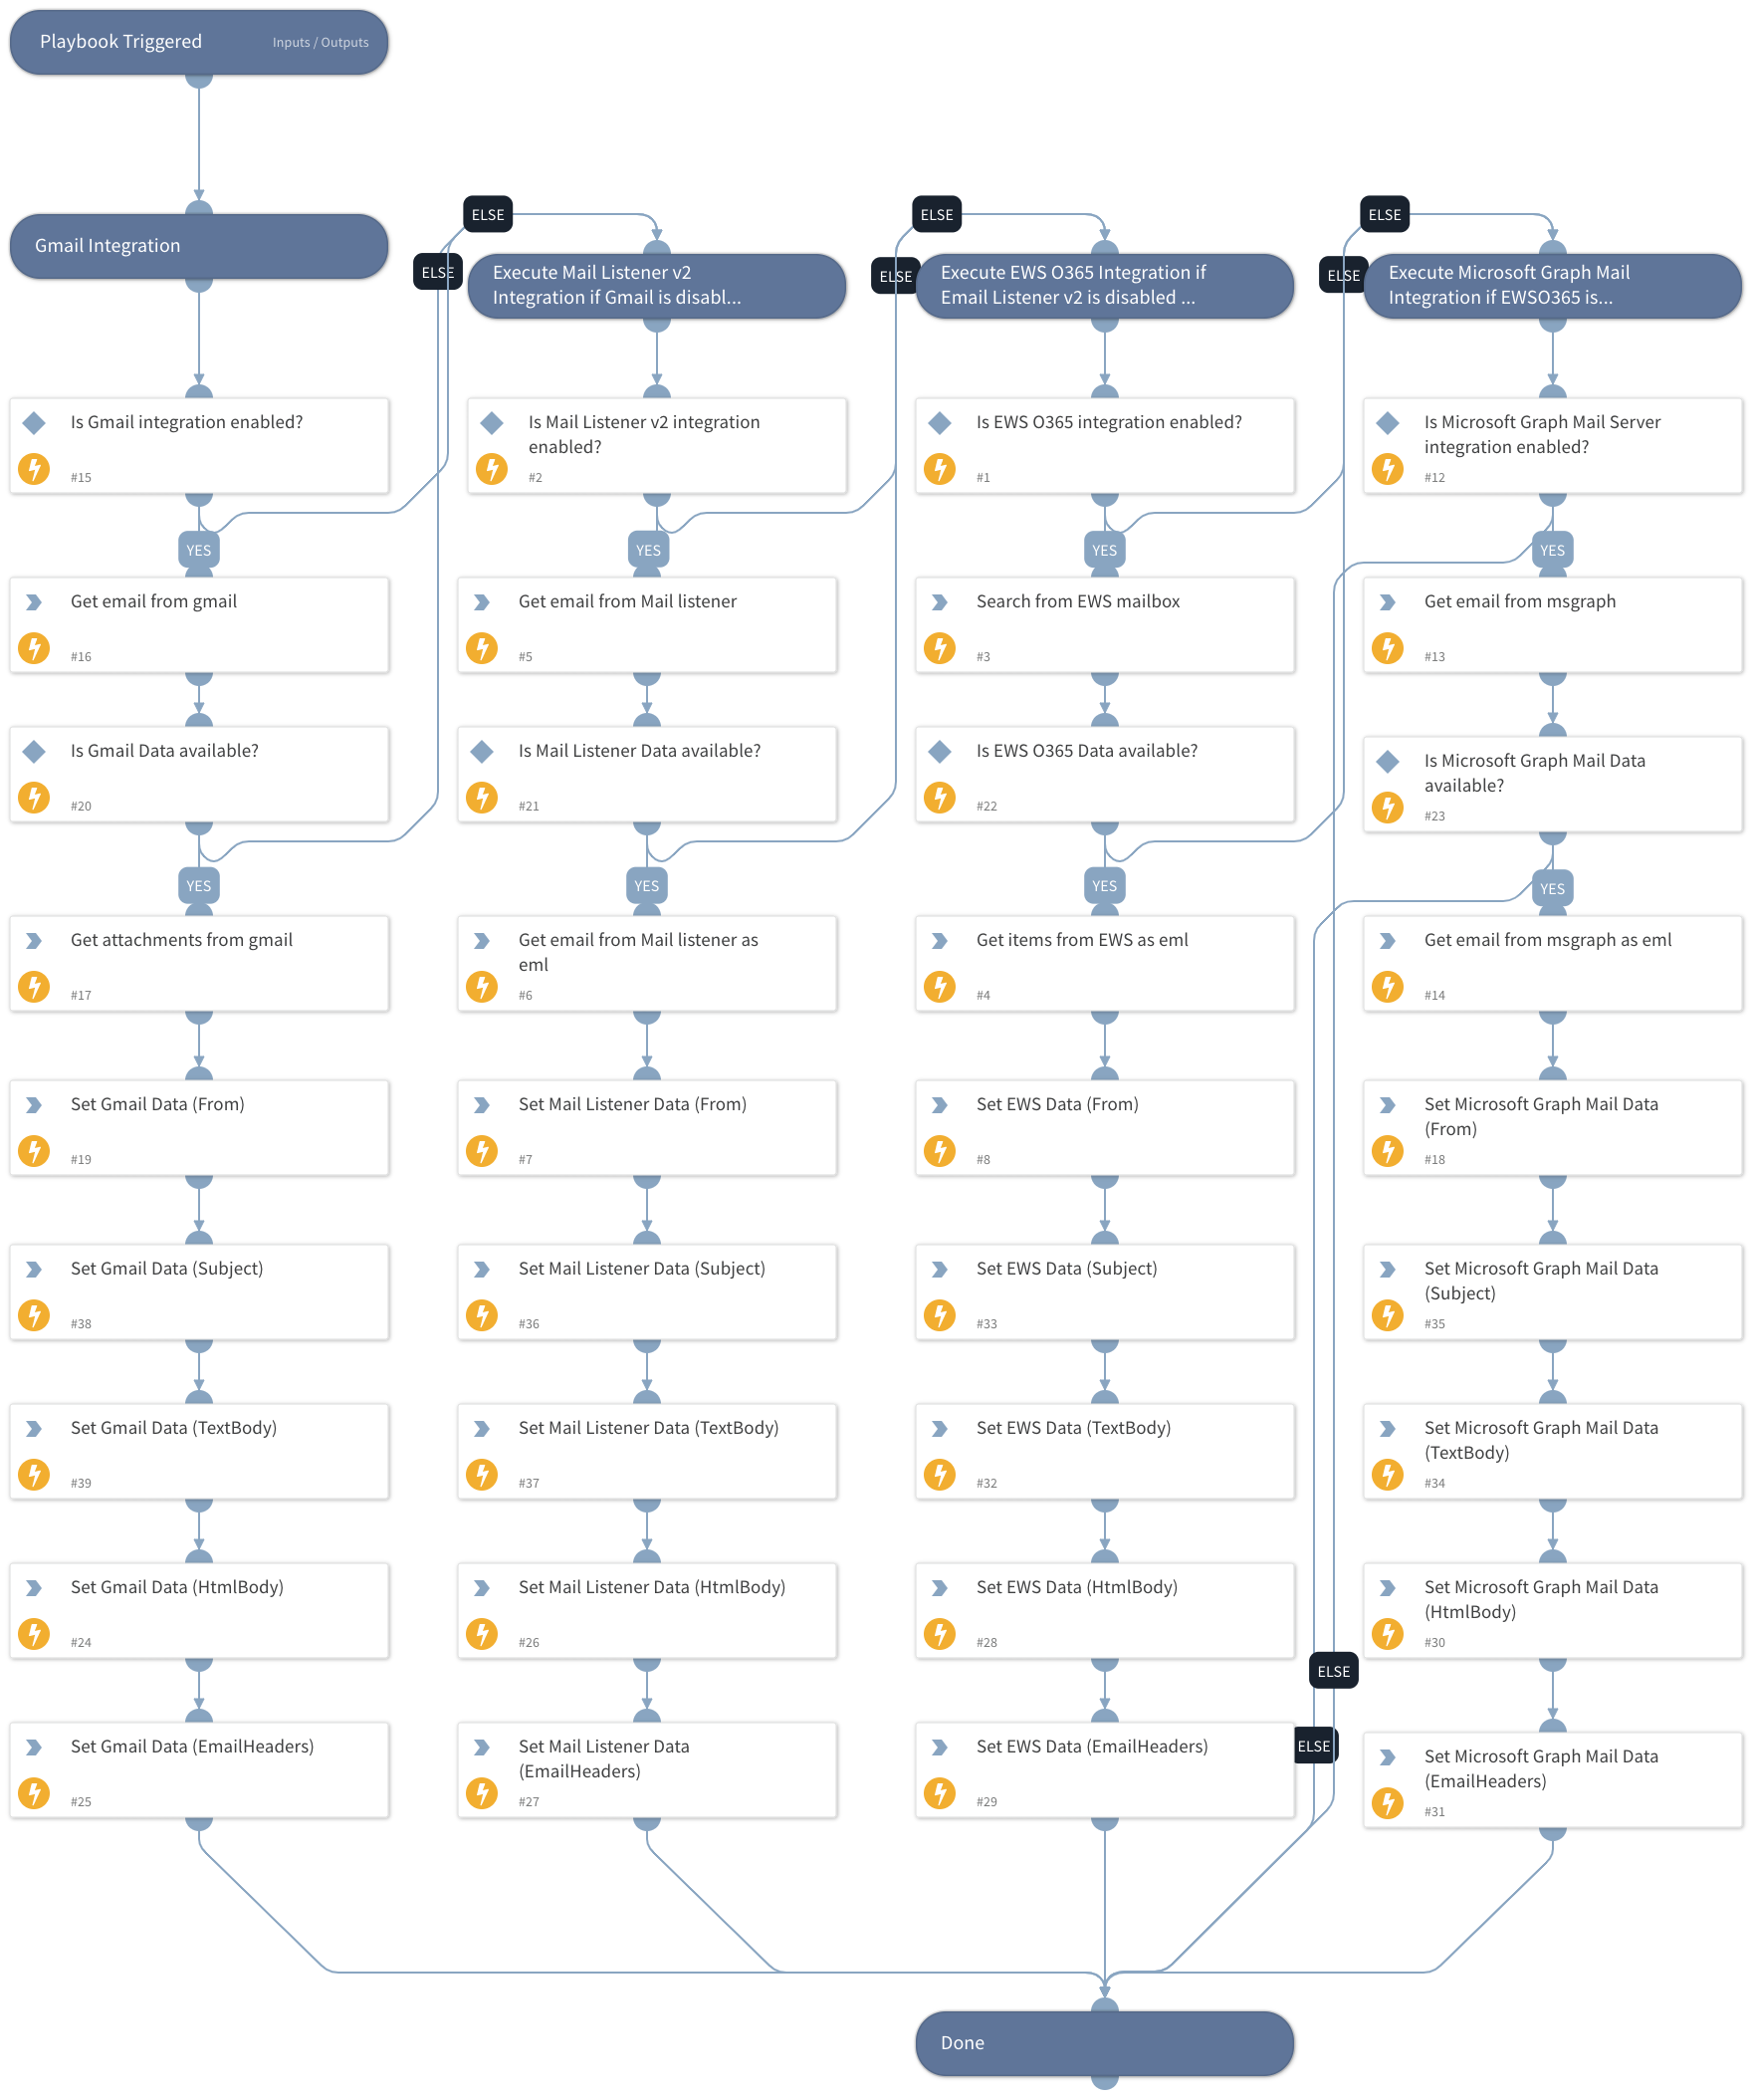 Playbook Triggered
Inputs / Outputs
Gmail Integration
Is Gmail integration enabled?
#15
YES
Get email from gmail
#16
Is Gmail Data available?
#20
YES
Get attachments from gmail
#17
Set Gmail Data (From)
#19
Set Gmail Data (Subject)
#38
Set Gmail Data (TextBody)
#39
Set Gmail Data (HtmlBody)
#24
Set Gmail Data (EmailHeaders)
#25
ELSE
ELSE
Execute Mail Listener v2
Integration if Gmail is disabl...
Is Mail Listener v2 integration
enabled?
#2
YES
Get email from Mail listener
#5
Is Mail Listener Data available?
#21
YES
Get email from Mail listener as
eml
#6
Set Mail Listener Data (From)
#7
Set Mail Listener Data (Subject)
#36
Set Mail Listener Data (TextBody)
#37
Set Mail Listener Data (HtmlBody)
#26
Set Mail Listener Data
(EmailHeaders)
#27
ELSE
ELSE
Execute EWS O365 Integration if
Email Listener v2 is disabled ...
Is EWS O365 integration enabled?
#1
YES
Search from EWS mailbox
#3
Is EWS O365 Data available?
#22
YES
Get items from EWS as eml
#4
Set EWS Data (From)
#8
Set EWS Data (Subject)
#33
Set EWS Data (TextBody)
#32
Set EWS Data (HtmlBody)
#28
Set EWS Data (EmailHeaders)
#29
ELSE
ELSE
Execute Microsoft Graph Mail
Integration if EWSO365 is...
Is Microsoft Graph Mail Server
integration enabled?
#12
YES
Get email from msgraph
#13
Is Microsoft Graph Mail Data
available?
#23
YES
Get email from msgraph as eml
#14
Set Microsoft Graph Mail Data
(From)
#18
Set Microsoft Graph Mail Data
(Subject)
#35
Set Microsoft Graph Mail Data
(TextBody)
#34
Set Microsoft Graph Mail Data
(HtmlBody)
#30
ELSE
ELSE
Set Microsoft Graph Mail Data
(EmailHeaders)
#31
Done